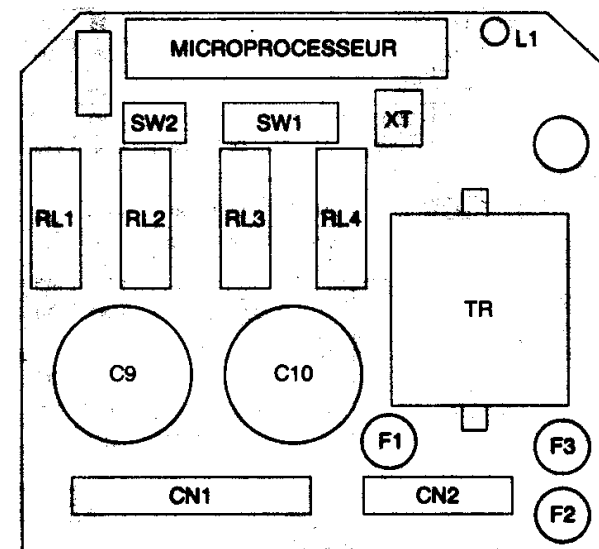 MICROPROCESSEUR
L1
SW2 SW1 XT
RL1 RL2 RL3 RL4
TR
C9 C10
F1 F3
CN1 CN2
F2